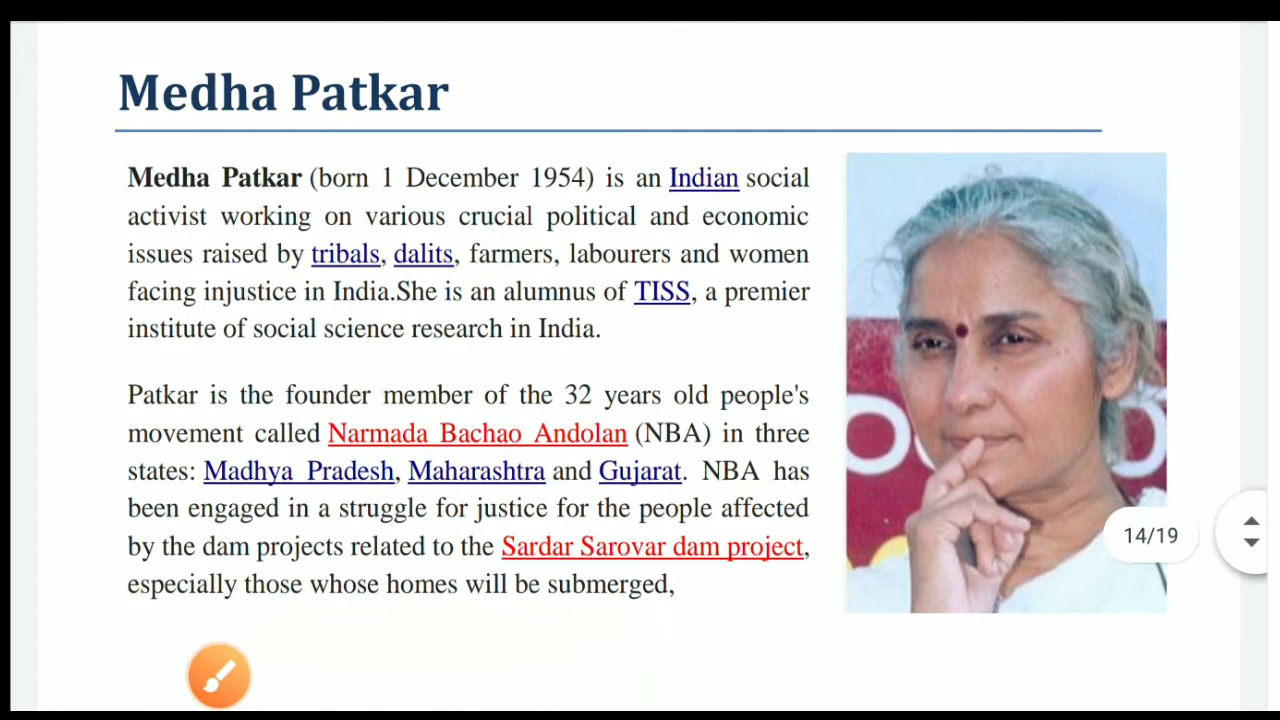 Medha Patkar
Medha Patkar (born 1 December 1954) is an Indian social
activist working on various crucial political and economic
issues raised by tribals, dalits, farmers, labourers and women
facing injustice in India.She is an alumnus of TISS, a premier
institute of social science research in India.
Patkar is the founder member of the 32 years old people's
movement called Narmada Bachao Andolan (NBA) in three
states: Madhya Pradesh, Maharashtra and Gujarat. NBA has
been engaged in a struggle for justice for the people affected
by the dam projects related to the Sardar Sarovar dam project,
especially those whose homes will be submerged,
14/19